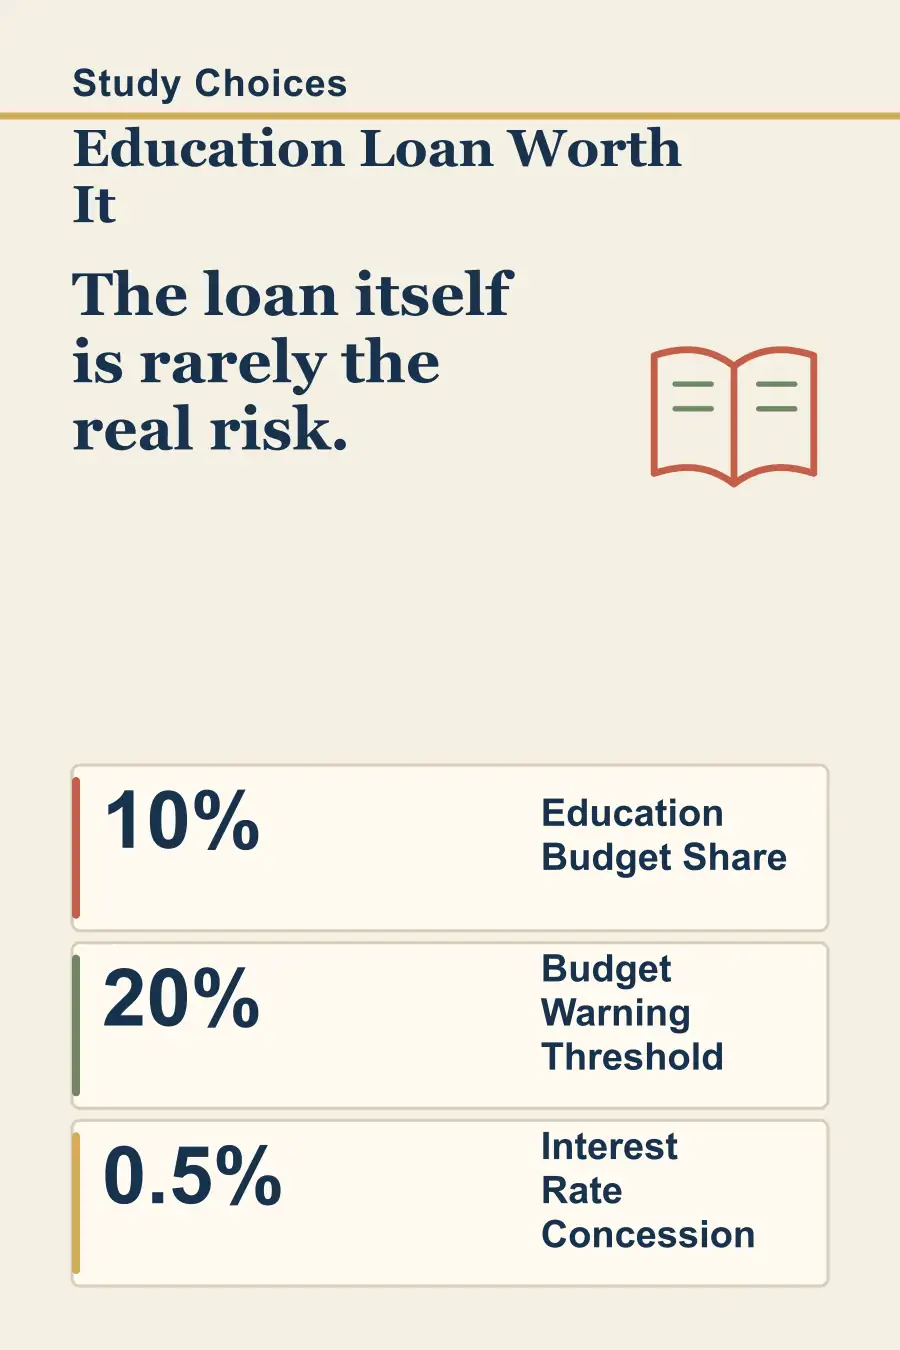 Study Choices
Education Loan Worth
It
The loan itself
is rarely the
real risk.
10%
Education
Budget Share
20%
Budget
Warning
Threshold
0.5%
Interest
Rate
Concession